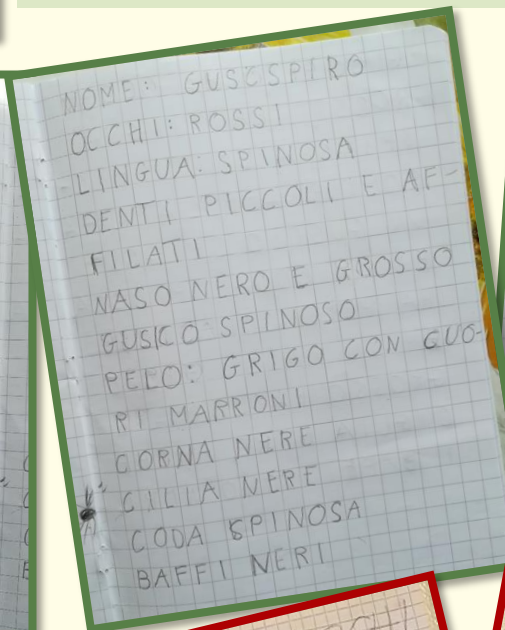 NOME: GUSCSPIRO
OCCHI: ROSSI
LINGUA: SPINOSA
DENTI PICCOLI E AF-
FILATI
NASO NERO E GROSSO
GUSICO SPINOSO
PELO: GRIGO CON CUO-
RI MARRONI
CORNA NERE
CILIA NERE
CODA SPINOSA
BAFFI NERI